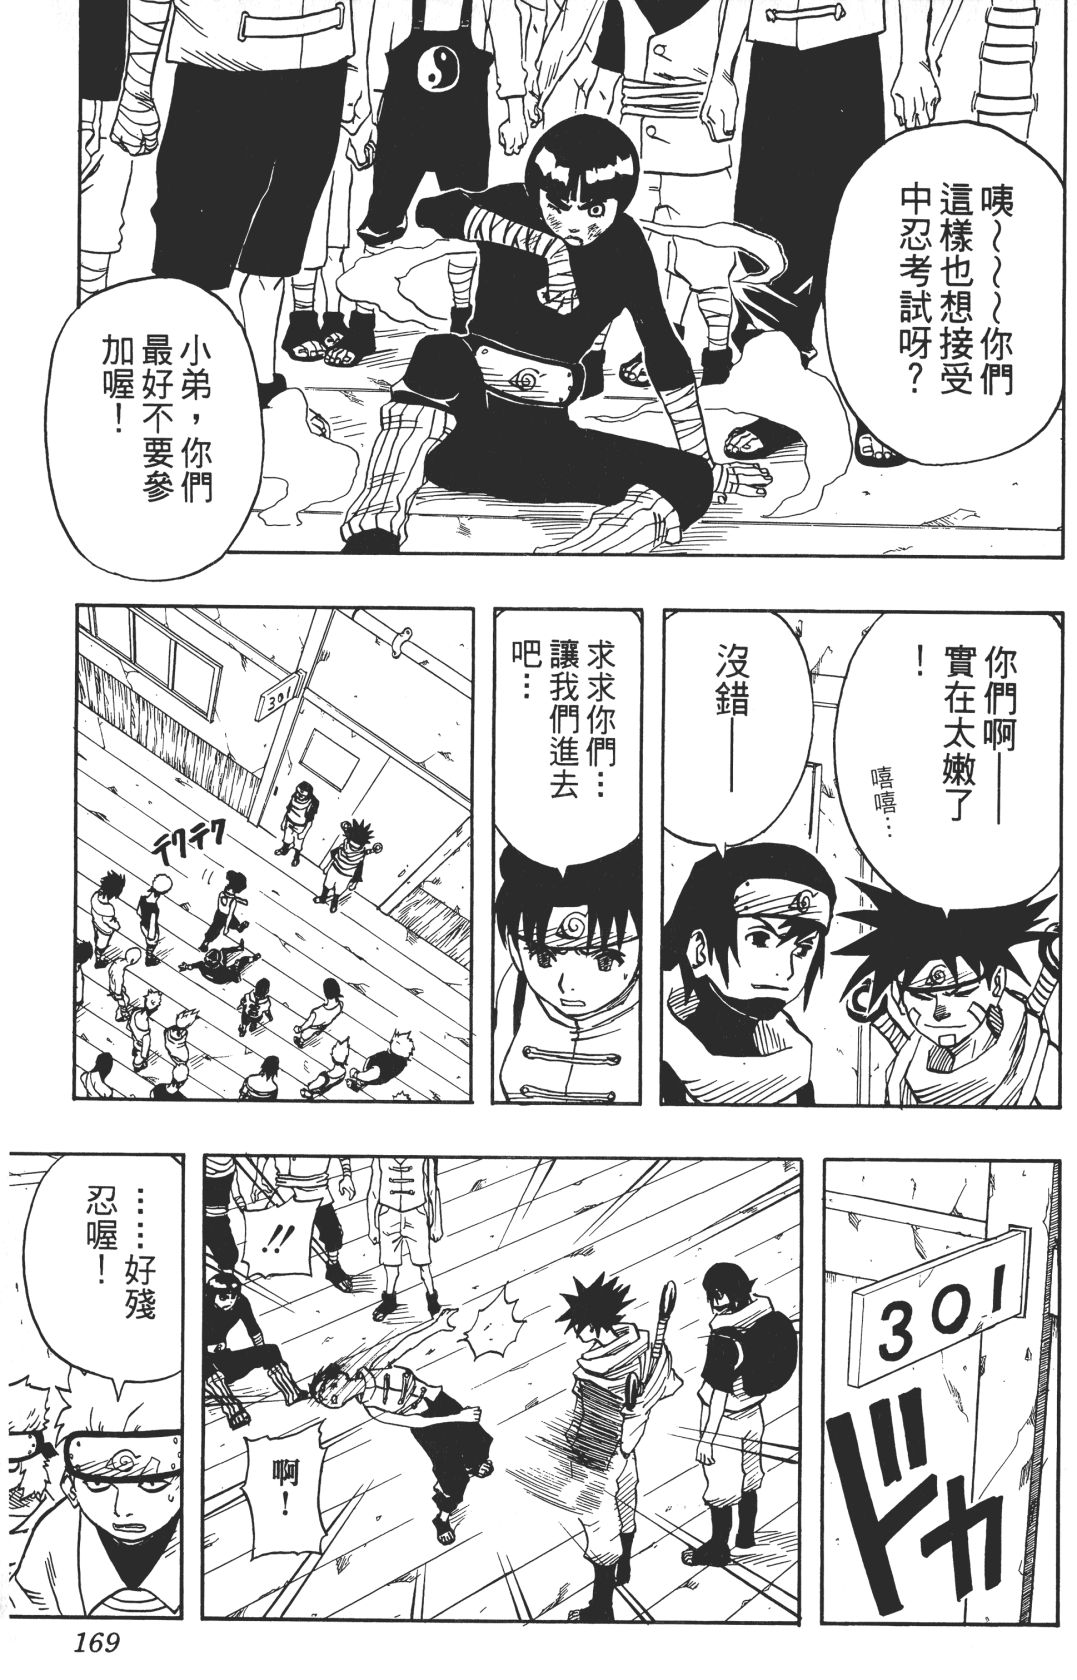 咦～～～你們
這樣也想接受
中忍考試呀？
小弟，你們
最好不要參
加喔！
你們啊——
實在太嫩了
！
嘻嘻…
沒錯——
求求你們…
讓我們進去
吧…
301
テクテク
301
ドカ
!!
啊！
……好殘
忍喔！
169